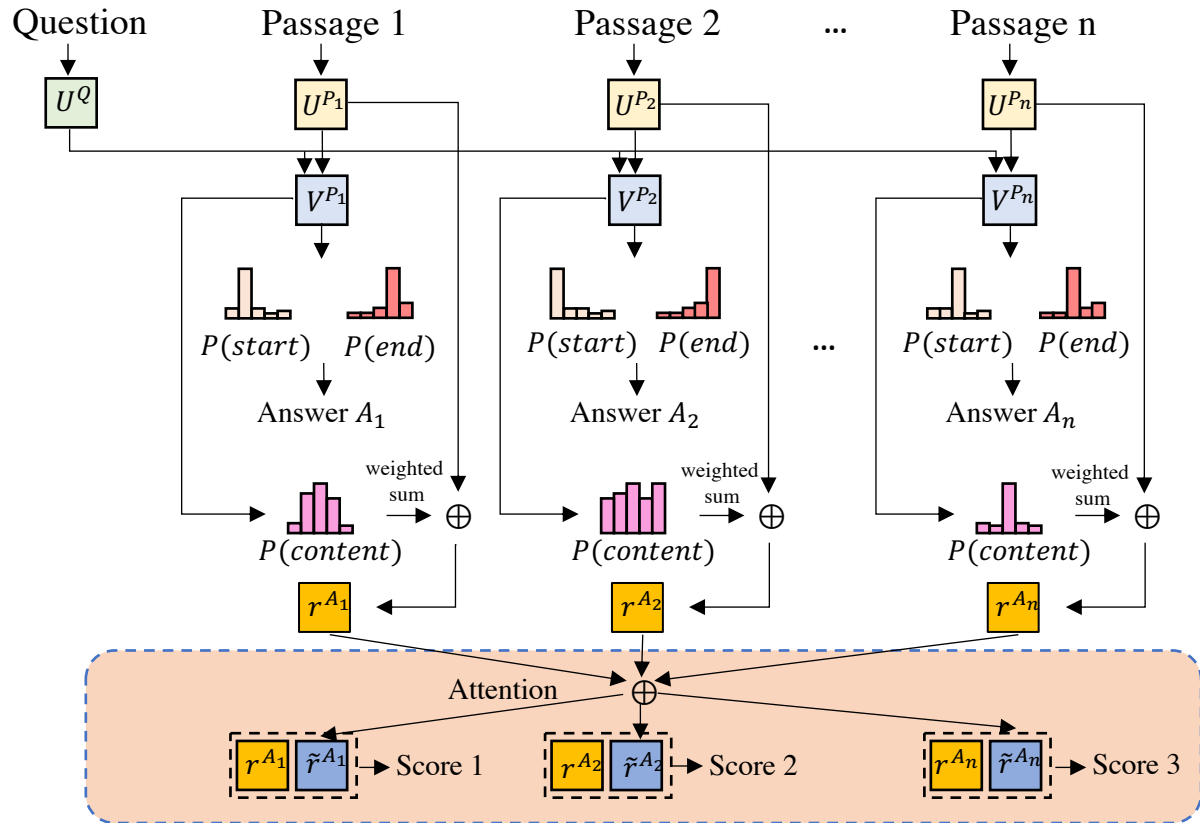 Question Passage 1 Passage 2 ... Passage n
U^Q U^{P_1} U^{P_2} U^{P_n}
V^{P_1} V^{P_2} V^{P_n}
P(start) P(end) P(start) P(end) ... P(start) P(end)
Answer A_1 Answer A_2 Answer A_n
weighted sum weighted sum weighted sum
P(content) P(content) P(content)
r^{A_1} r^{A_2} r^{A_n}
Attention
r^{A_1} r̃^{A_1} Score 1 r^{A_2} r̃^{A_2} Score 2 r^{A_n} r̃^{A_n} Score 3